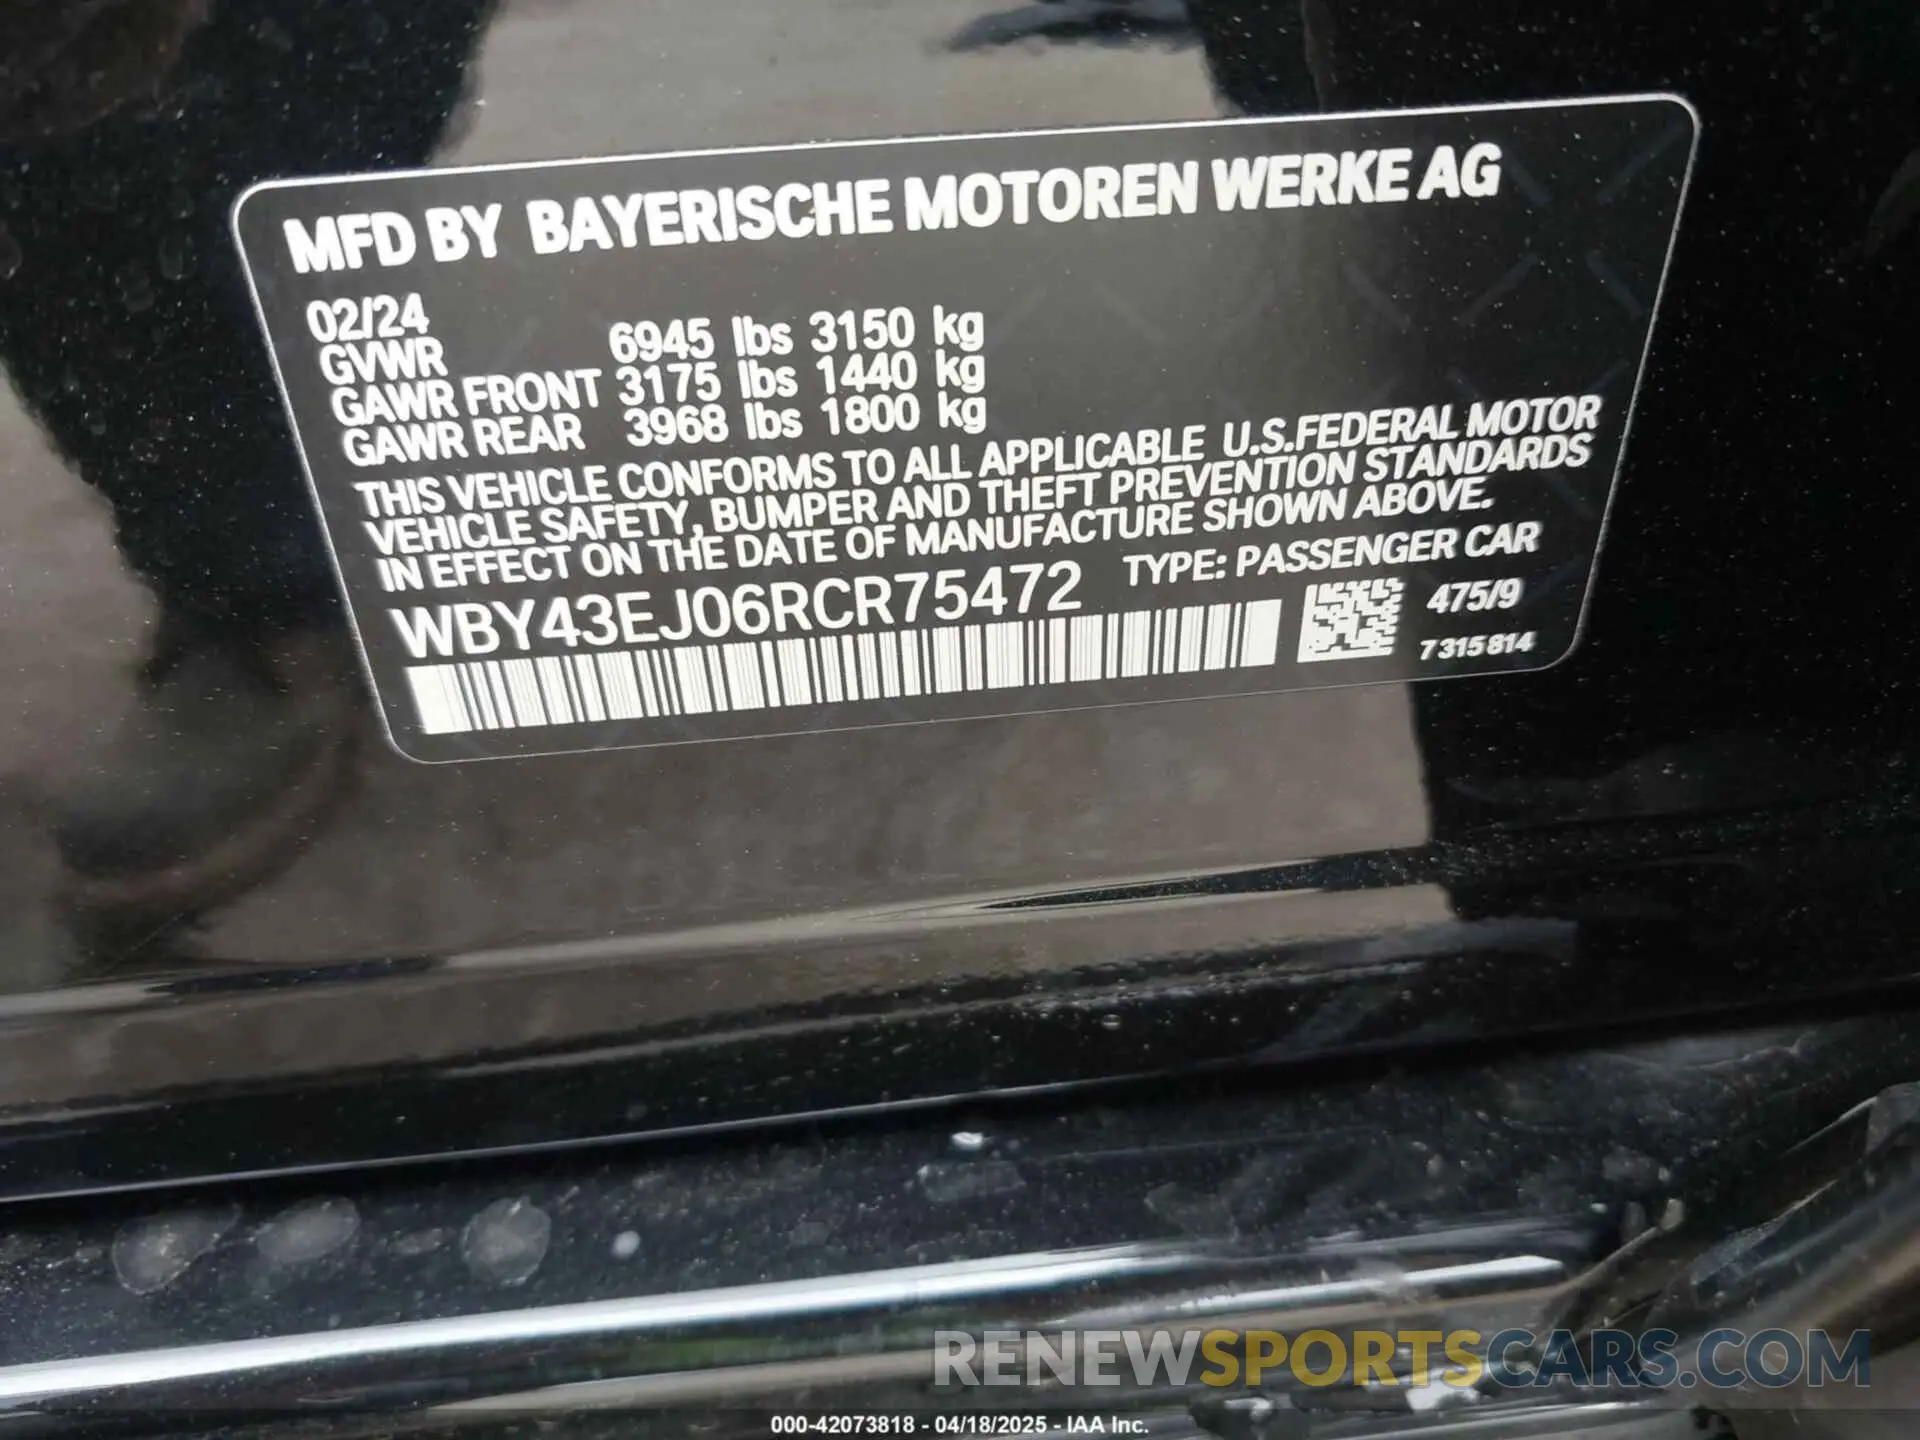 MFD BY BAYERISCHE MOTOREN WERKE AG
02/24
GVWR 6945 lbs 3150 kg
GAWR FRONT 3175 lbs 1440 kg
GAWR REAR 3968 lbs 1800 kg
THIS VEHICLE CONFORMS TO ALL APPLICABLE U.S.FEDERAL MOTOR
VEHICLE SAFETY, BUMPER AND THEFT PREVENTION STANDARDS
IN EFFECT ON THE DATE OF MANUFACTURE SHOWN ABOVE.
WBY43EJ06RCR75472 TYPE: PASSENGER CAR
475/9
7 315 814
RENEWSPORTSCARS.COM
000-42073818 - 04/18/2025 - IAA Inc.